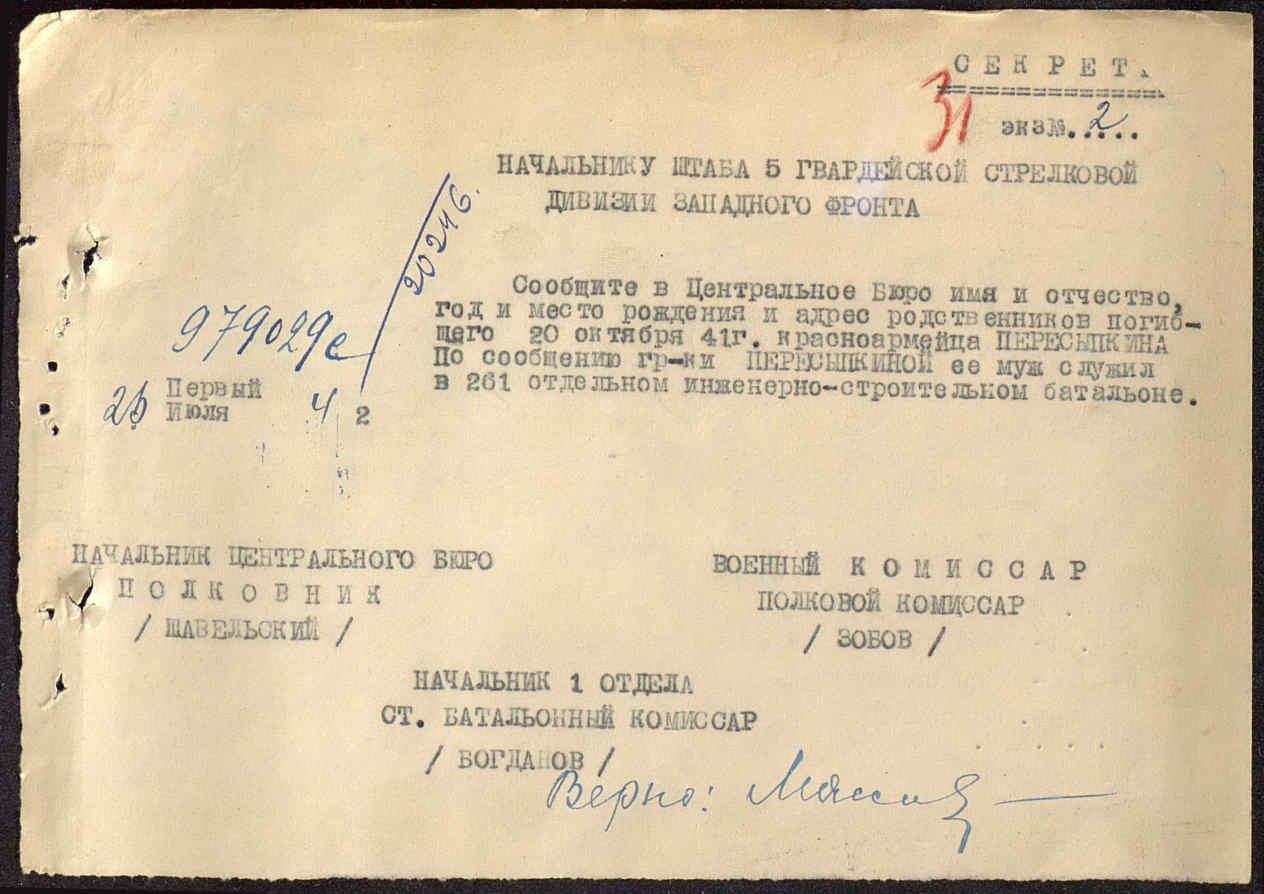 СЕКРЕТ.
31
экз№. 2 ...
НАЧАЛЬНИКУ ШТАБА 5 ГВАРДЕЙСКОЙ СТРЕЛКОВОЙ
ДИВИЗИИ ЗАПАДНОГО ФРОНТА
20246.
Сообщите в Центральное Бюро имя и отчество,
год и место рождения и адрес родственников погиб-
шего 20 октября 41г. красноармейца ПЕРЕСЫПКИНА
По сообщению гр-ки ПЕРЕСЫПКИНОЙ ее муж служил
в 261 отдельном инженерно-строительном батальоне.
979029с
Первый
26 Июля 4 2
НАЧАЛЬНИК ЦЕНТРАЛЬНОГО БЮРО
ПОЛКОВНИК
/ ШАВЕЛЬСКИЙ /
ВОЕННЫЙ КОМИССАР
ПОЛКОВОЙ КОМИССАР
/ ЗОБОВ /
НАЧАЛЬНИК 1 ОТДЕЛА
СТ. БАТАЛЬОННЫЙ КОМИССАР
/ БОГДАНОВ /
Верно: